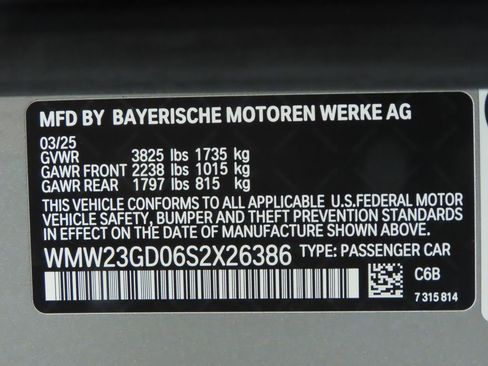 MFD BY BAYERISCHE MOTOREN WERKE AG
03/25
GVWR 3825 lbs 1735 kg
GAWR FRONT 2238 lbs 1015 kg
GAWR REAR 1797 lbs 815 kg
THIS VEHICLE CONFORMS TO ALL APPLICABLE U.S.FEDERAL MOTOR
VEHICLE SAFETY, BUMPER AND THEFT PREVENTION STANDARDS
IN EFFECT ON THE DATE OF MANUFACTURE SHOWN ABOVE.
WMW23GD06S2X26386 TYPE: PASSENGER CAR
C6B
7 315 814